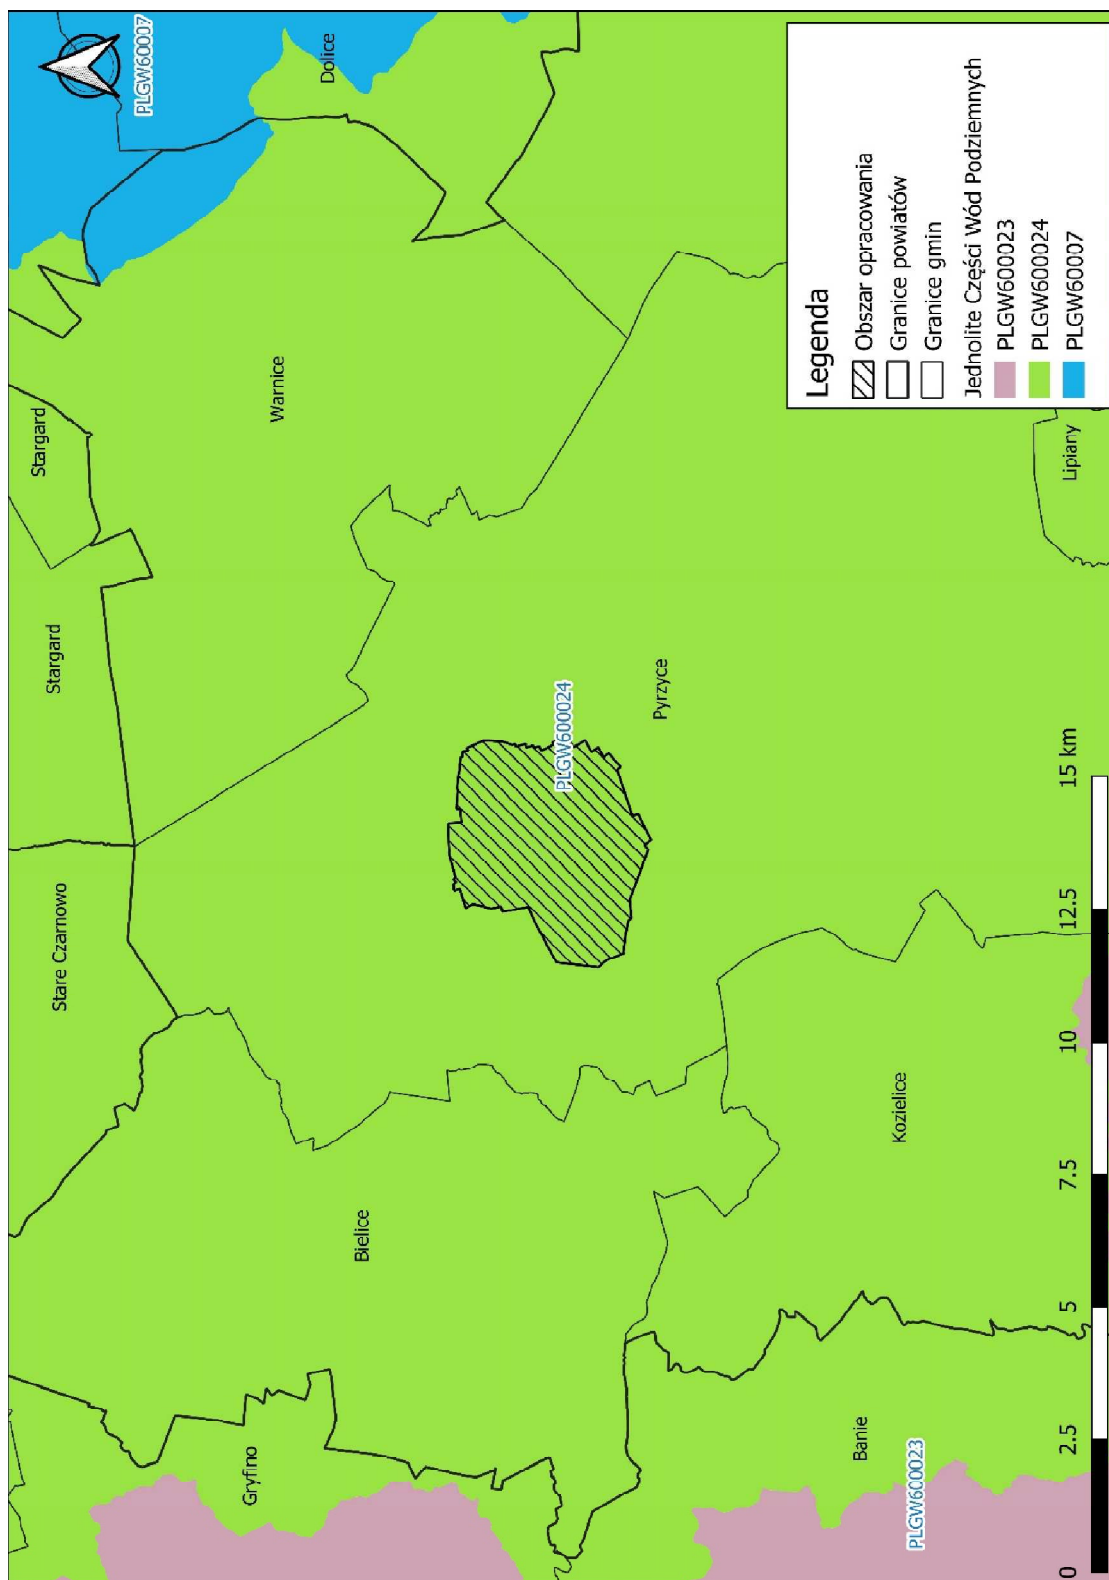 Stare Czarnowo
Stargard
Stargard
PLGW60007
Dolice
Gryfino
Bielice
Warnice
PLGW600024
Pyrzyce
Banie
PLGW600023
Kozielice
Lipiany
Legenda
Obszar opracowania
Granice powiatów
Granice gmin
Jednolite Części Wód Podziemnych
PLGW600023
PLGW600024
PLGW60007
0 2.5 5 7.5 10 12.5 15 km